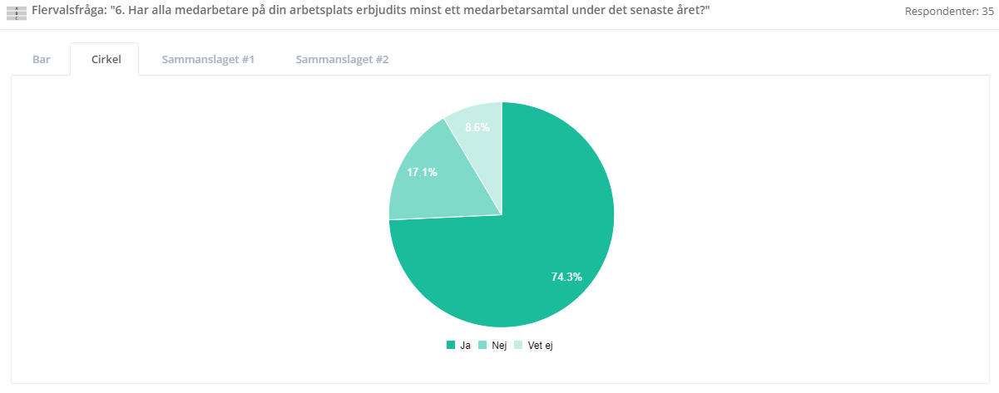 Flervalsfråga: "6. Har alla medarbetare på din arbetsplats erbjudits minst ett medarbetarsamtal under det senaste året?" Respondenter: 35
Bar Cirkel Sammanslaget #1 Sammanslaget #2
8.6%
17.1%
74.3%
Ja Nej Vet ej